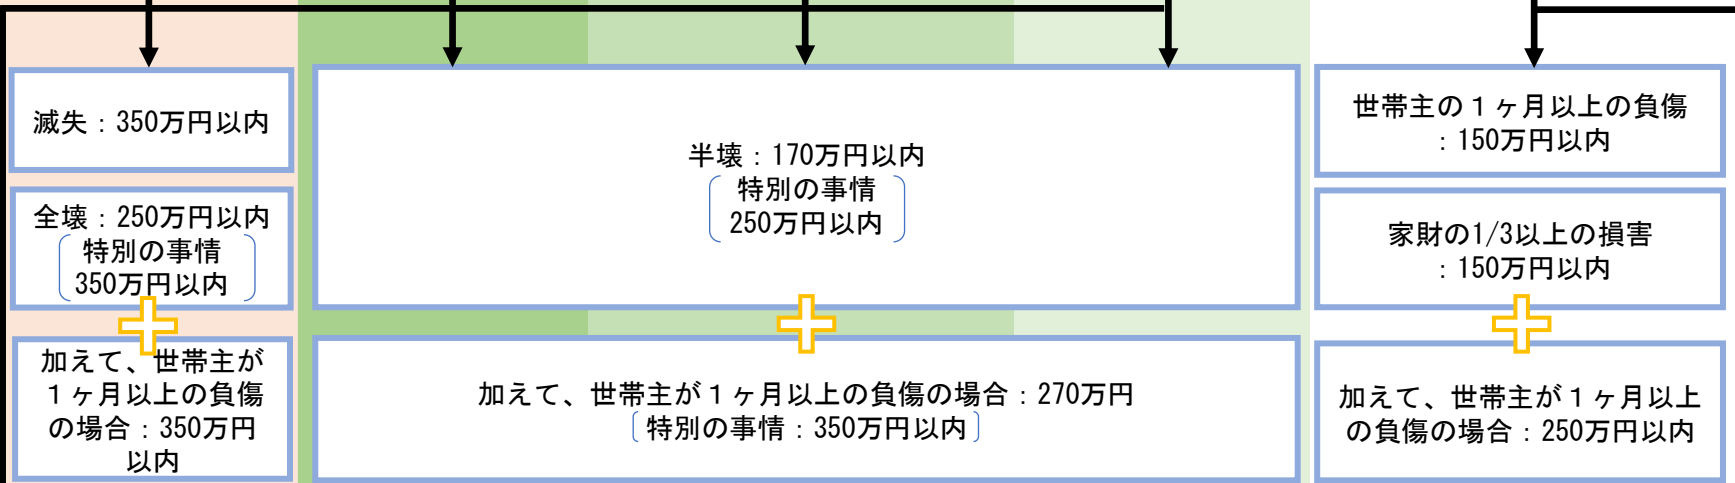 滅失：350万円以内
全壊：250万円以内
特別の事情
350万円以内
加えて、世帯主が
１ヶ月以上の負傷
の場合：350万円
以内
半壊：170万円以内
特別の事情
250万円以内
加えて、世帯主が１ヶ月以上の負傷の場合：270万円
特別の事情：350万円以内
世帯主の１ヶ月以上の負傷
：150万円以内
家財の1/3以上の損害
：150万円以内
加えて、世帯主が１ヶ月以上
の負傷の場合：250万円以内